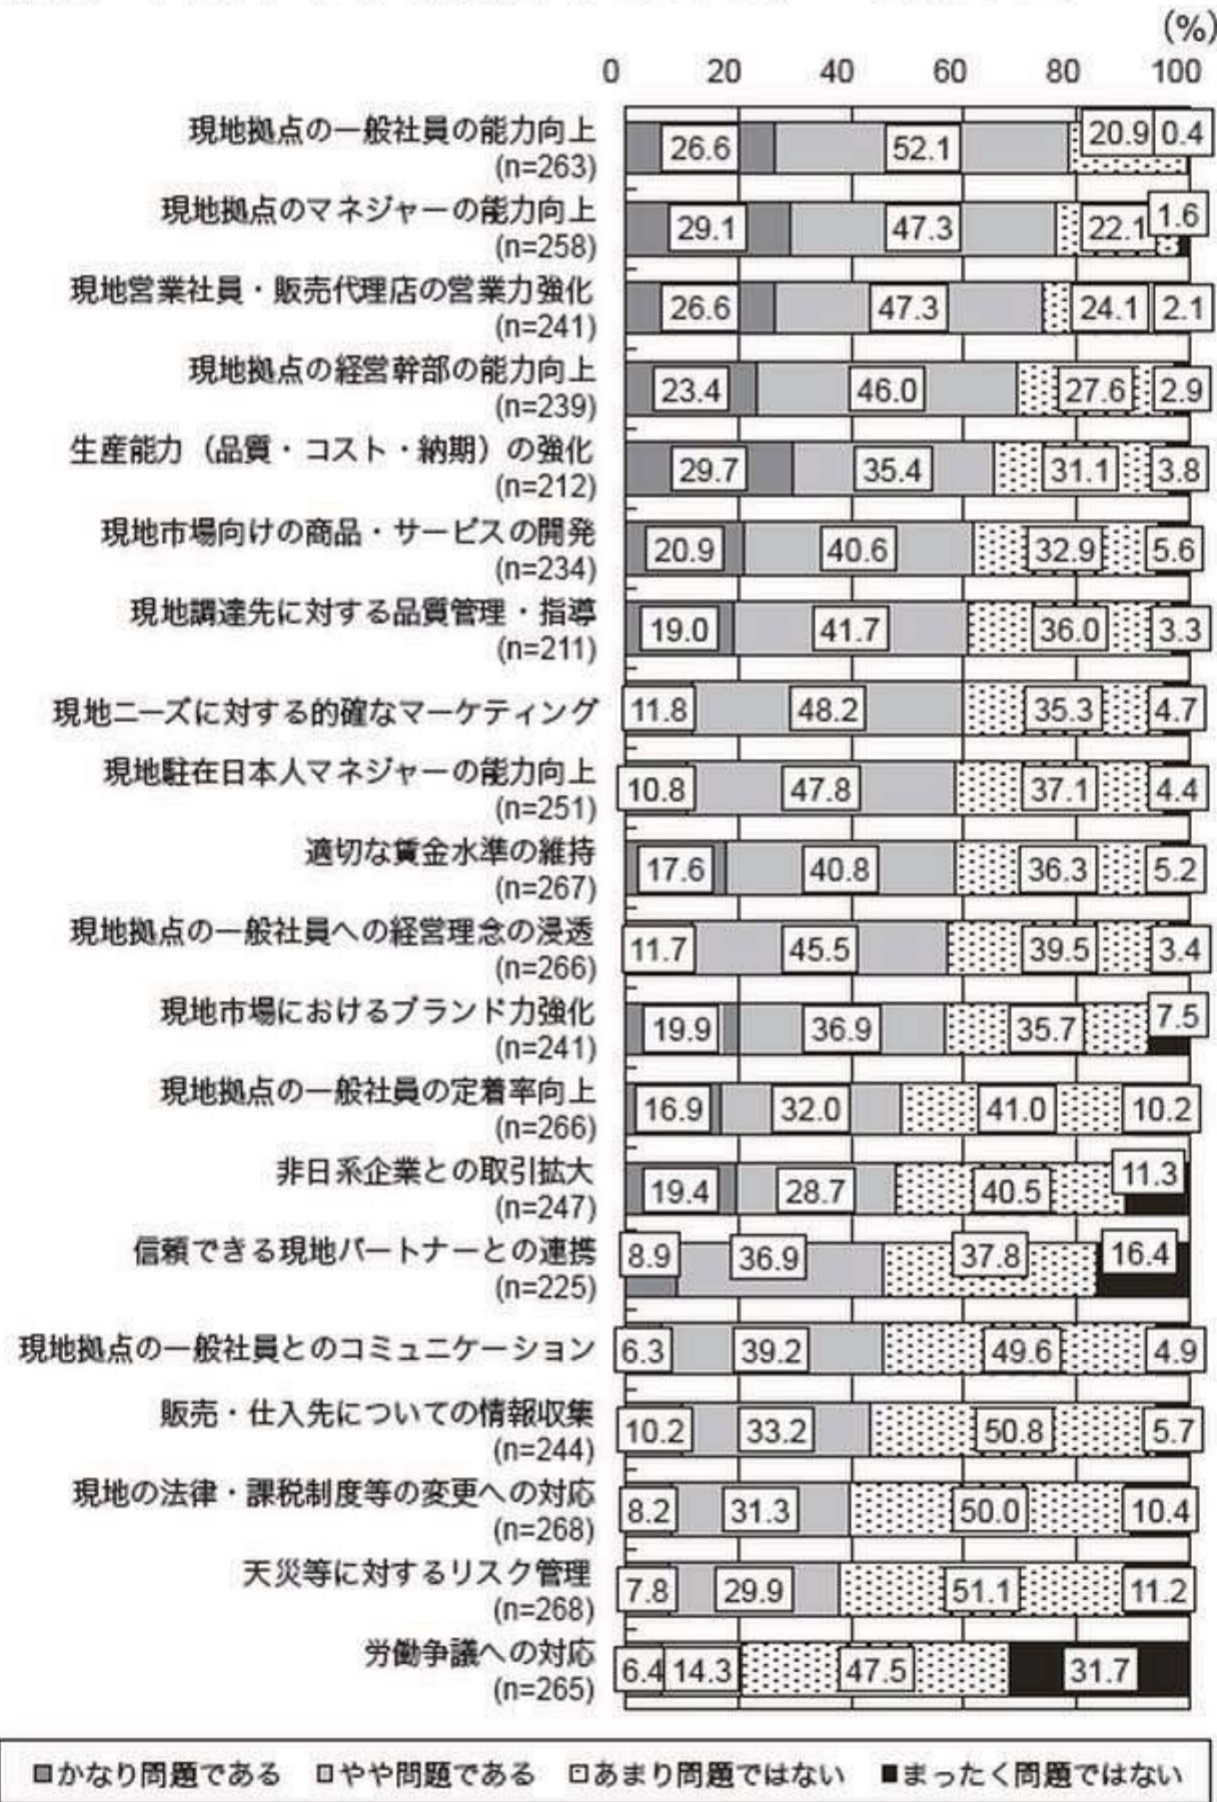 (%)
0 20 40 60 80 100
現地拠点の一般社員の能力向上
(n=263)
26.6 52.1 20.9 0.4
現地拠点のマネジャーの能力向上
(n=258)
29.1 47.3 22.1 1.6
現地営業社員・販売代理店の営業力強化
(n=241)
26.6 47.3 24.1 2.1
現地拠点の経営幹部の能力向上
(n=239)
23.4 46.0 27.6 2.9
生産能力（品質・コスト・納期）の強化
(n=212)
29.7 35.4 31.1 3.8
現地市場向けの商品・サービスの開発
(n=234)
20.9 40.6 32.9 5.6
現地調達先に対する品質管理・指導
(n=211)
19.0 41.7 36.0 3.3
現地ニーズに対する的確なマーケティング
11.8 48.2 35.3 4.7
現地駐在日本人マネジャーの能力向上
(n=251)
10.8 47.8 37.1 4.4
適切な賃金水準の維持
(n=267)
17.6 40.8 36.3 5.2
現地拠点の一般社員への経営理念の浸透
(n=266)
11.7 45.5 39.5 3.4
現地市場におけるブランド力強化
(n=241)
19.9 36.9 35.7 7.5
現地拠点の一般社員の定着率向上
(n=266)
16.9 32.0 41.0 10.2
非日系企業との取引拡大
(n=247)
19.4 28.7 40.5 11.3
信頼できる現地パートナーとの連携
(n=225)
8.9 36.9 37.8 16.4
現地拠点の一般社員とのコミュニケーション
6.3 39.2 49.6 4.9
販売・仕入先についての情報収集
(n=244)
10.2 33.2 50.8 5.7
現地の法律・課税制度等の変更への対応
(n=268)
8.2 31.3 50.0 10.4
天災等に対するリスク管理
(n=268)
7.8 29.9 51.1 11.2
労働争議への対応
(n=265)
6.4 14.3 47.5 31.7
かなり問題である やや問題である あまり問題ではない まったく問題ではない